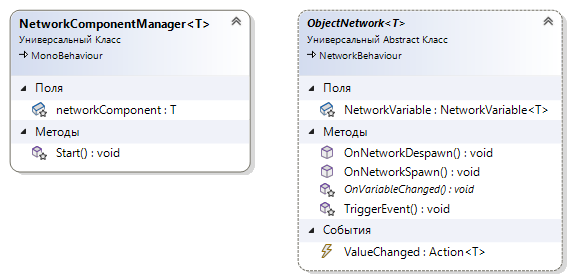 NetworkComponentManager<T>
Универсальный Класс
MonoBehaviour
Поля
networkComponent : T
Методы
Start() : void
ObjectNetwork<T>
Универсальный Abstract Класс
NetworkBehaviour
Поля
NetworkVariable : NetworkVariable<T>
Методы
OnNetworkDespawn() : void
OnNetworkSpawn() : void
OnVariableChanged() : void
TriggerEvent() : void
События
ValueChanged : Action<T>